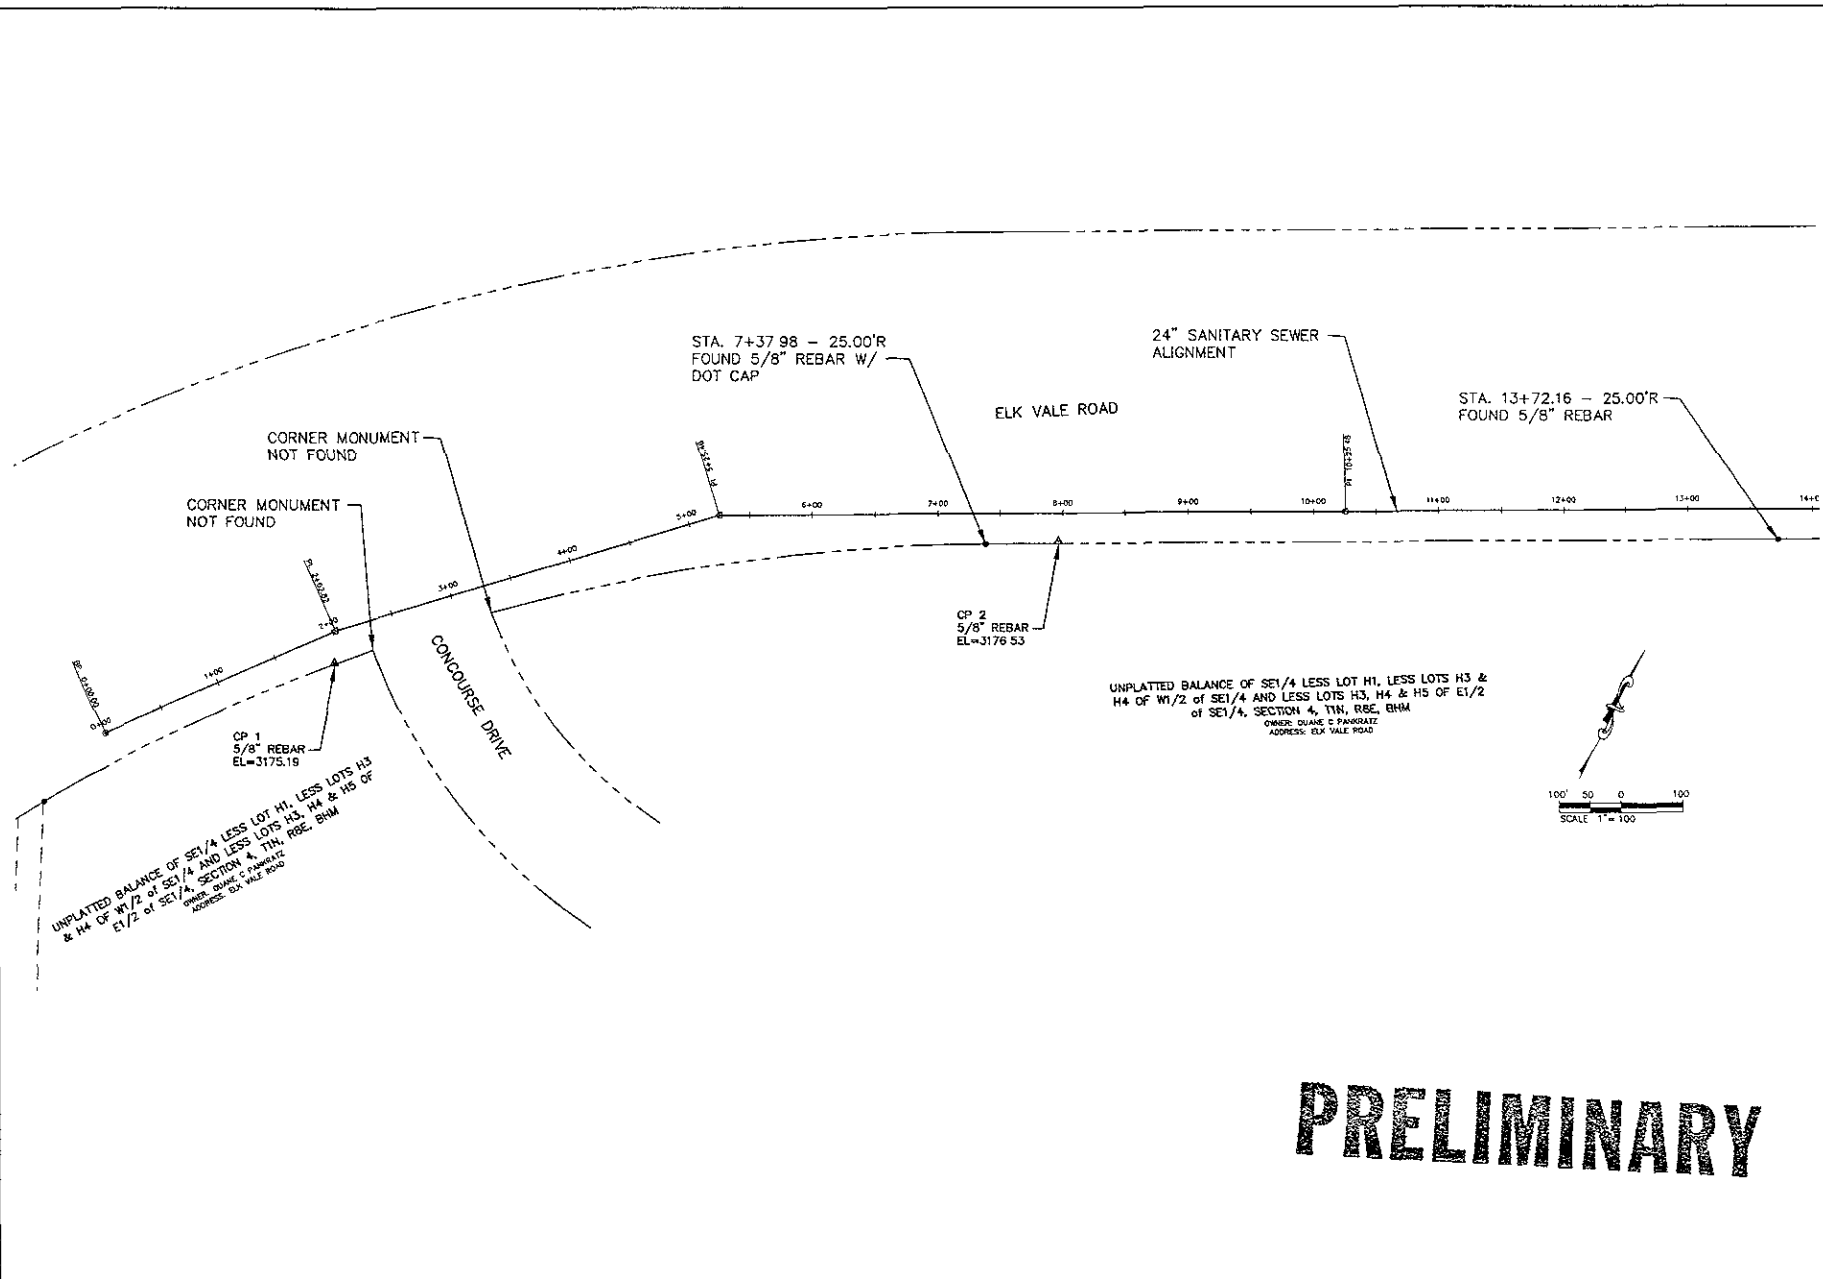 STA. 7+37 98 - 25.00'R
FOUND 5/8" REBAR W/
DOT CAP
24" SANITARY SEWER
ALIGNMENT
ELK VALE ROAD
STA. 13+72.16 - 25.00'R
FOUND 5/8" REBAR
CORNER MONUMENT
NOT FOUND
CORNER MONUMENT
NOT FOUND
BP 0+00.00
0+00
1+00
3+00
4+00
5+00
6+00
7+00
8+00
9+00
10+00
11+00
12+00
13+00
CP 1
5/8" REBAR
EL=3175.19
CONCOURSE DRIVE
CP 2
5/8" REBAR
EL=3176 53
UNPLATTED BALANCE OF SE1/4 LESS LOT H1, LESS LOTS H3 &
H4 OF W1/2 of SE1/4 AND LESS LOTS H3, H4 & H5 OF E1/2
of SE1/4, SECTION 4, T1N, R8E, BHM
OWNER: DUANE C PANKRATZ
ADDRESS: ELK VALE ROAD
UNPLATTED BALANCE OF SE1/4 LESS LOT H1, LESS LOTS H3
& H4 OF W1/2 of SE1/4 AND LESS LOTS H3, H4 & H5 OF
E1/2 of SE1/4, SECTION 4, T1N, R8E, BHM
OWNER: DUANE C PANKRATZ
ADDRESS: ELK VALE ROAD
100' 50 0 100
SCALE 1"= 100
PRELIMINARY